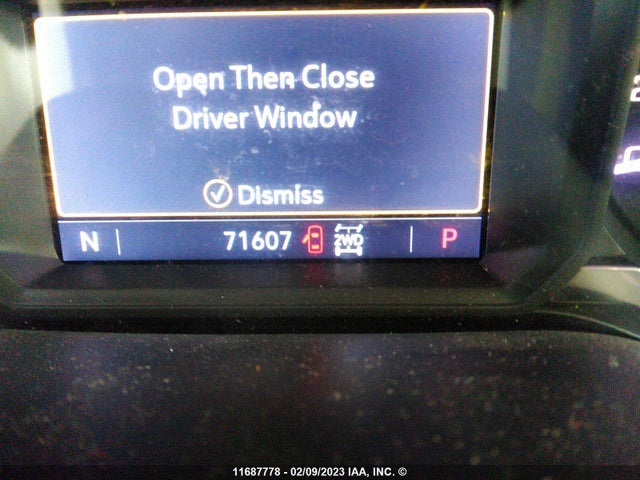 Open Then Close
Driver Window
Dismiss
N 71607 2WD P
11687778 - 02/09/2023 IAA, INC. ©